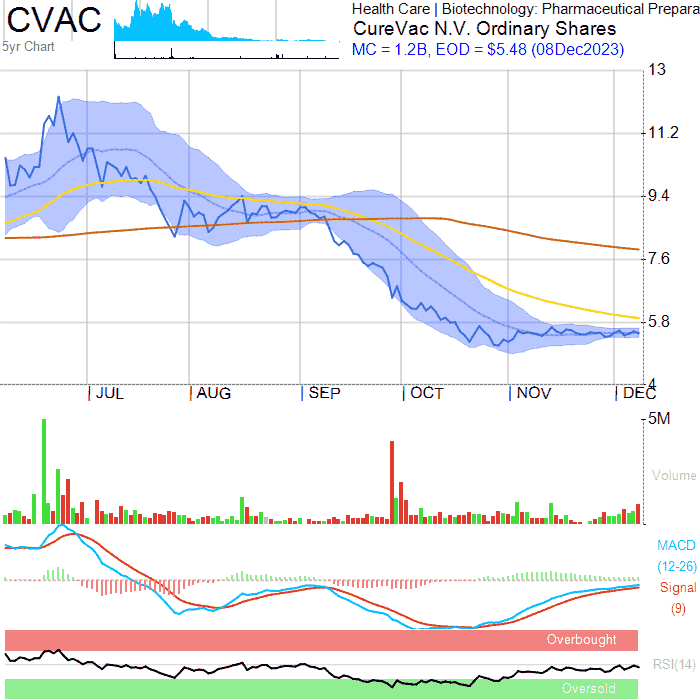 CVAC
5yr Chart
Health Care | Biotechnology: Pharmaceutical Prepara
CureVac N.V. Ordinary Shares
MC = 1.2B, EOD = $5.48 (08Dec2023)
13
11.2
9.4
7.6
5.8
4
JUL AUG SEP OCT NOV DEC
5M
Volume
MACD
(12-26)
Signal
(9)
Overbought
RSI(14)
Oversold